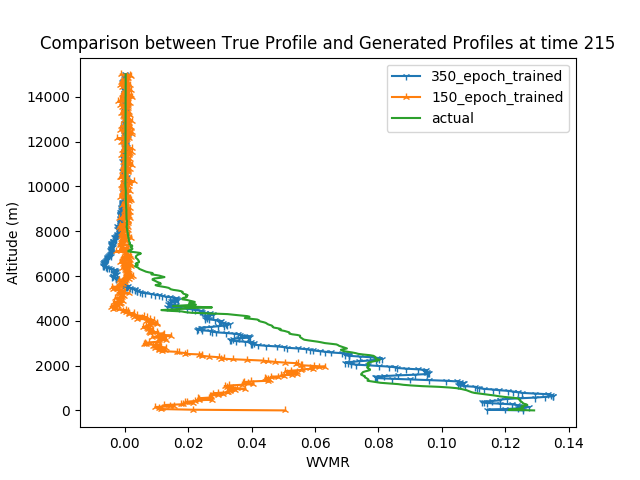 Comparison between True Profile and Generated Profiles at time 215
350_epoch_trained
150_epoch_trained
actual
Altitude (m)
14000
12000
10000
8000
6000
4000
2000
0
0.00 0.02 0.04 0.06 0.08 0.10 0.12 0.14
WVMR